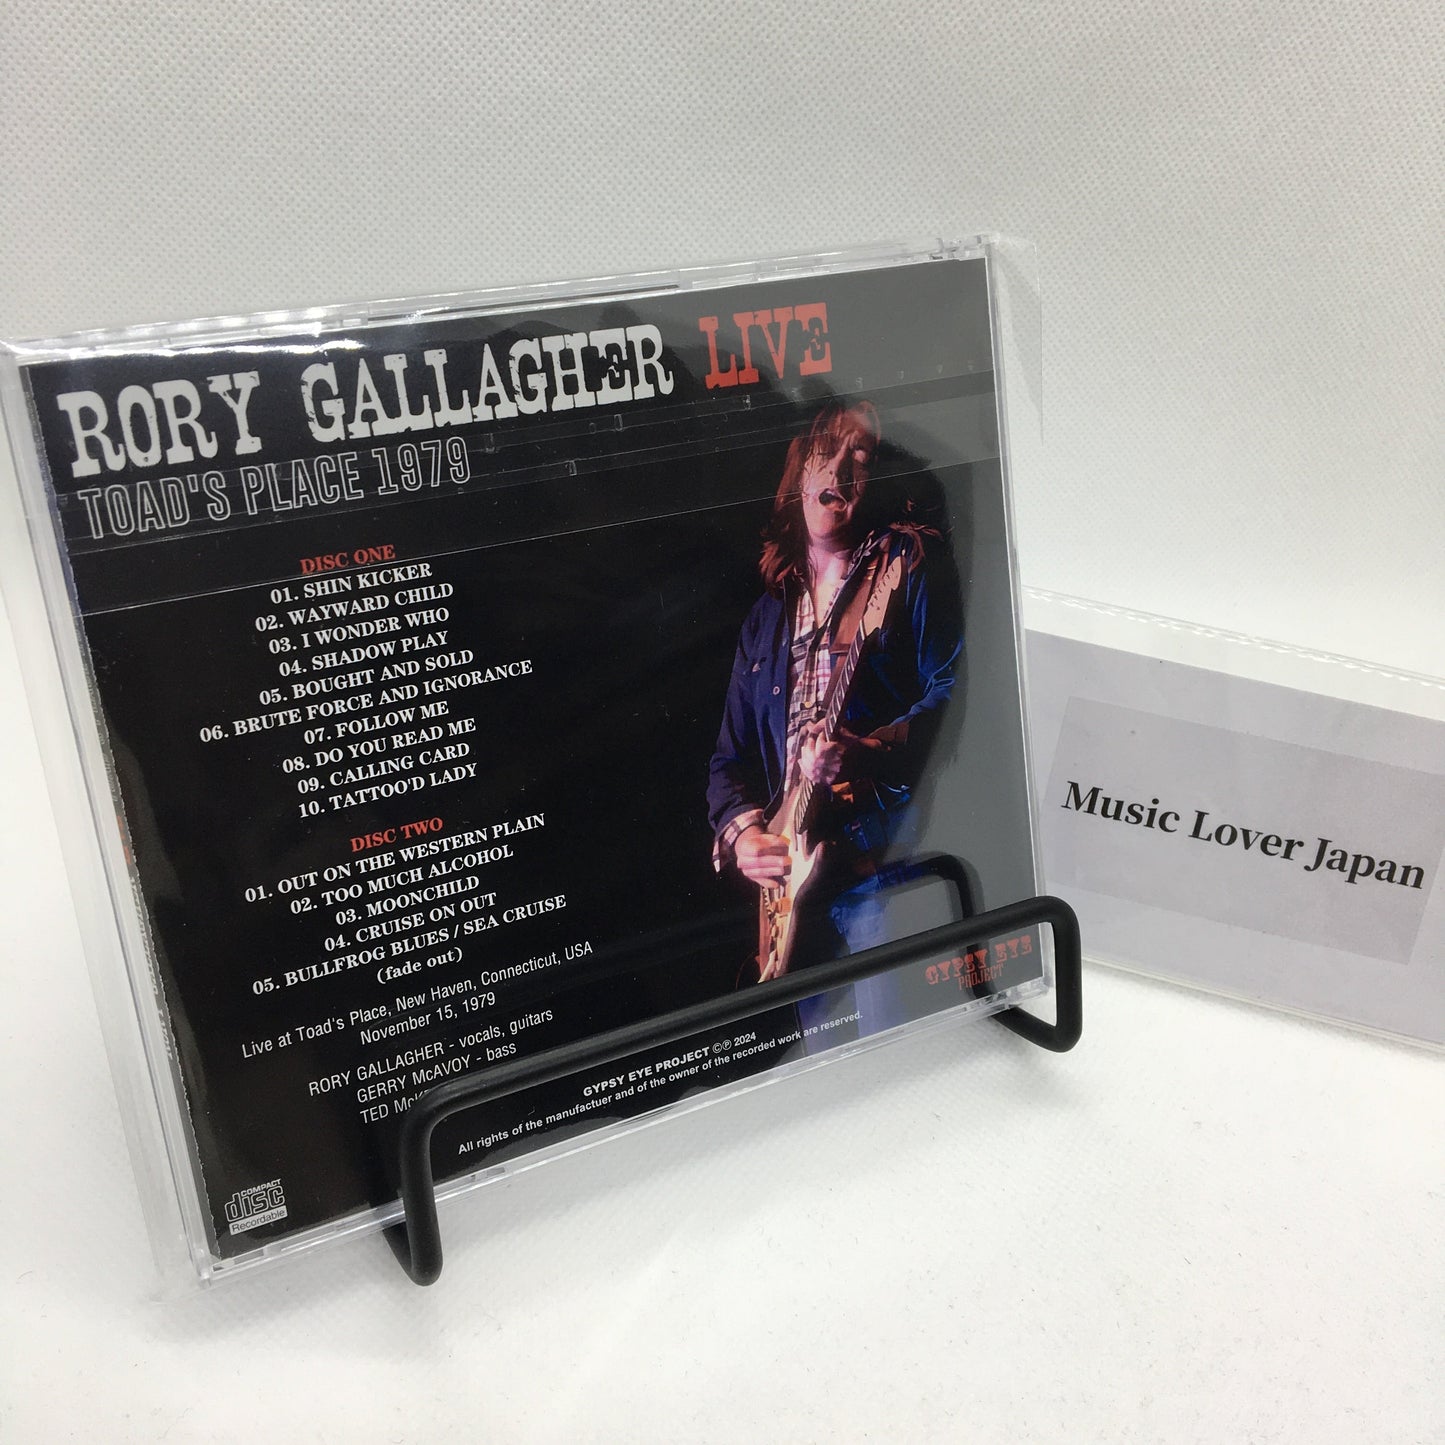 RORY GALLAGHER LIVE
TOAD'S PLACE 1979
DISC ONE
01. SHIN KICKER
02. WAYWARD CHILD
03. I WONDER WHO
04. SHADOW PLAY
05. BOUGHT AND SOLD
06. BRUTE FORCE AND IGNORANCE
07. FOLLOW ME
08. DO YOU READ ME
09. CALLING CARD
10. TATTOO'D LADY
DISC TWO
01. OUT ON THE WESTERN PLAIN
02. TOO MUCH ALCOHOL
03. MOONCHILD
04. CRUISE ON OUT
05. BULLFROG BLUES / SEA CRUISE
(fade out)
Live at Toad's Place, New Haven, Connecticut, USA
November 15, 1979
RORY GALLAGHER - vocals, guitars
GERRY McAVOY - bass
TED
GYPSY EYE PROJECT ©℗ 2024
All rights of the manufactuer and of the owner of the recorded work are reserved.
COMPACT
disc
Recordable
GYPSY EYE
PROJECT
Music Lover Japan